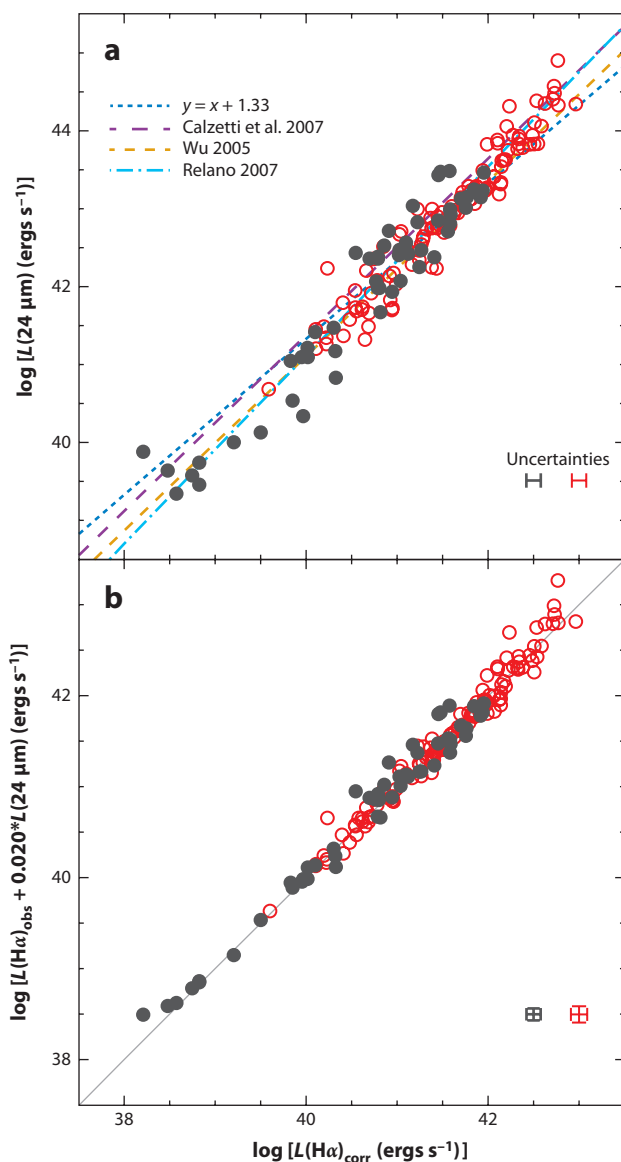 a
y = x + 1.33
Calzetti et al. 2007
Wu 2005
Relano 2007
44
42
40
log [L(24 µm) (ergs s⁻¹)]
Uncertainties
b
42
40
38
log [L(Hα)obs + 0.020*L(24 µm) (ergs s⁻¹)]
38 40 42
log [L(Hα)corr (ergs s⁻¹)]